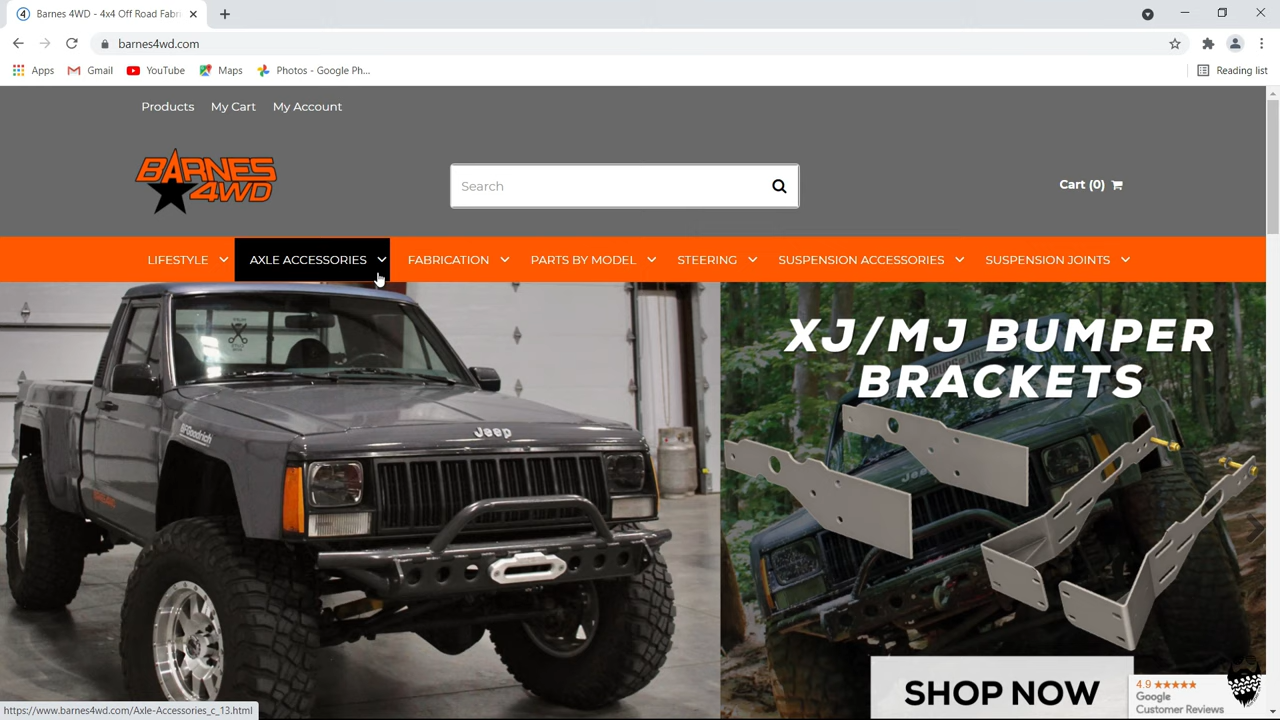 Barnes 4WD - 4x4 Off Road Fabri
barnes4wd.com
Apps Gmail YouTube Maps Photos - Google Ph... Reading list
Products My Cart My Account
BARNES
4WD
Search
Cart (0)
LIFESTYLE AXLE ACCESSORIES FABRICATION PARTS BY MODEL STEERING SUSPENSION ACCESSORIES SUSPENSION JOINTS
XJ/MJ BUMPER
BRACKETS
BFGoodrich
Jeep
Jeep
SHOP NOW
4.9 ★★★★★
Google
Customer Reviews
https://www.barnes4wd.com/Axle-Accessories_c_13.html